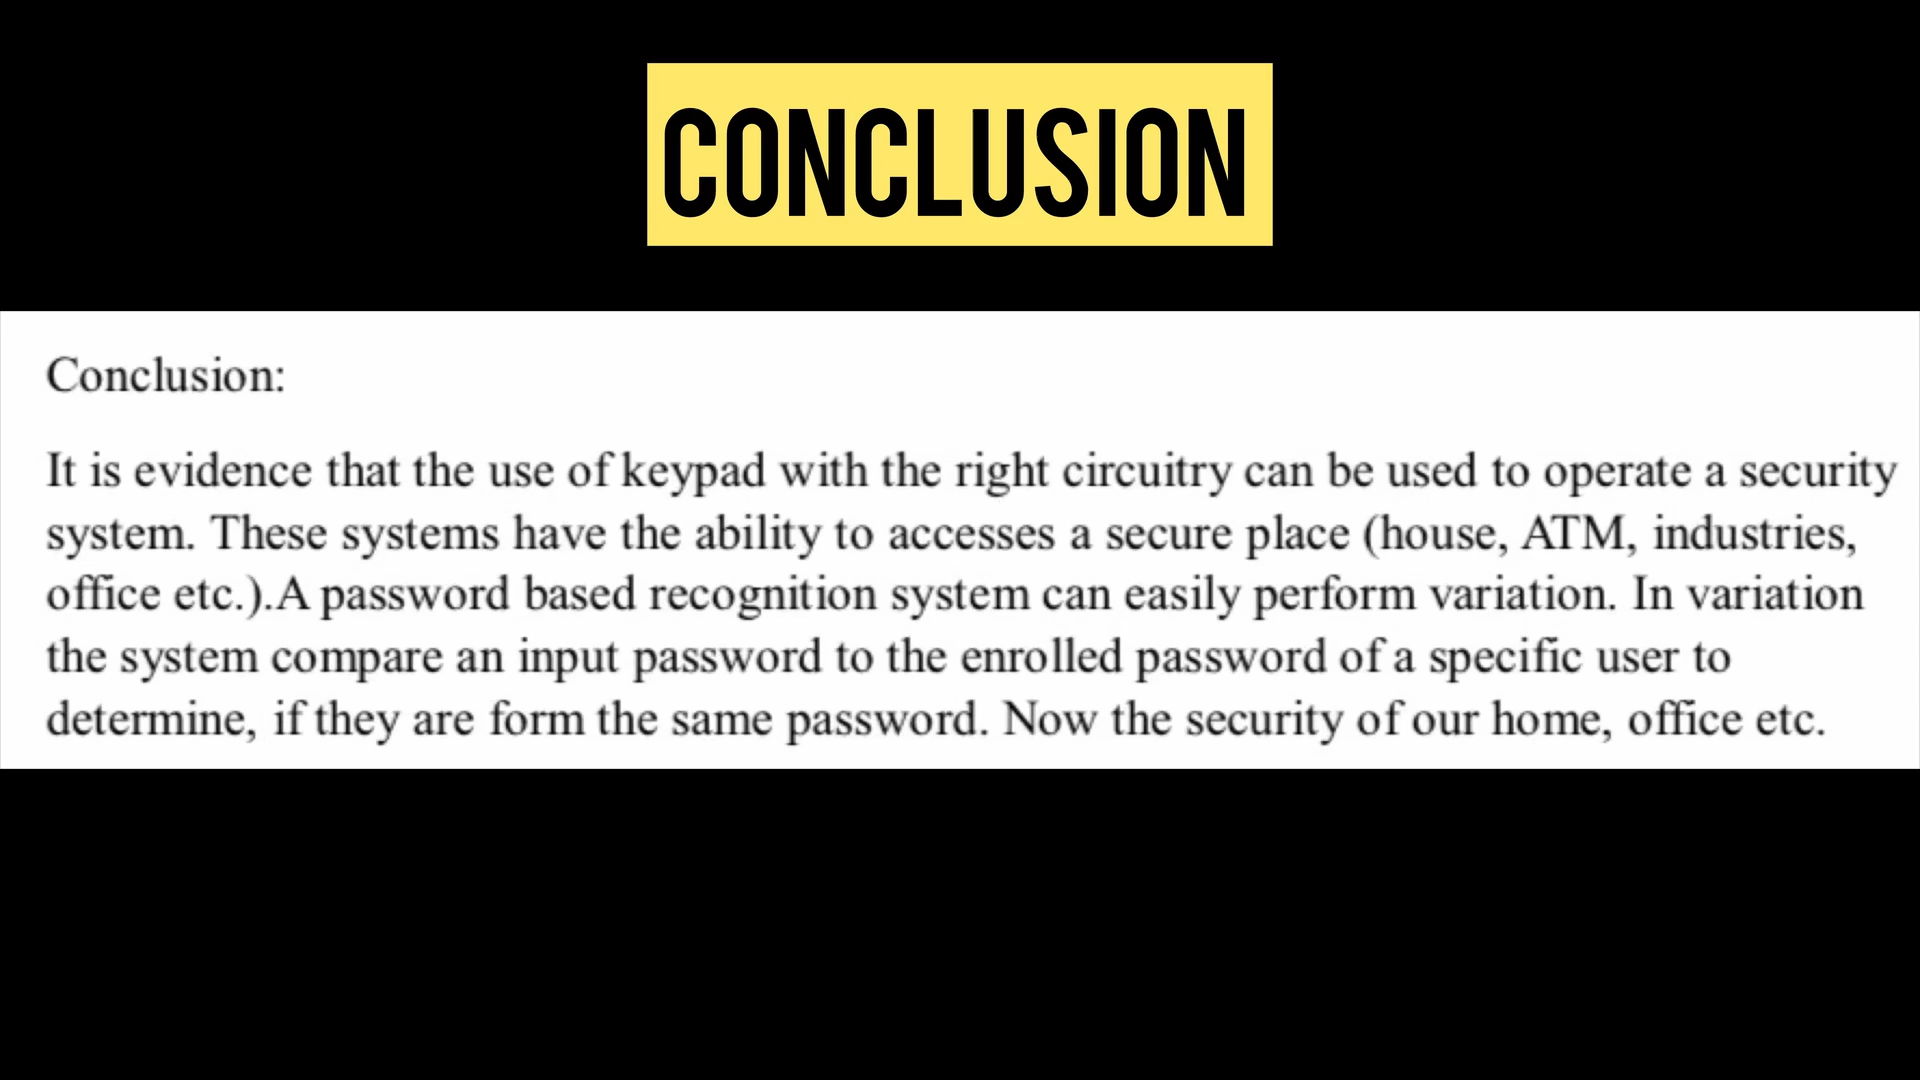 CONCLUSION
Conclusion:
It is evidence that the use of keypad with the right circuitry can be used to operate a security
system. These systems have the ability to accesses a secure place (house, ATM, industries,
office etc.).A password based recognition system can easily perform variation. In variation
the system compare an input password to the enrolled password of a specific user to
determine, if they are form the same password. Now the security of our home, office etc.